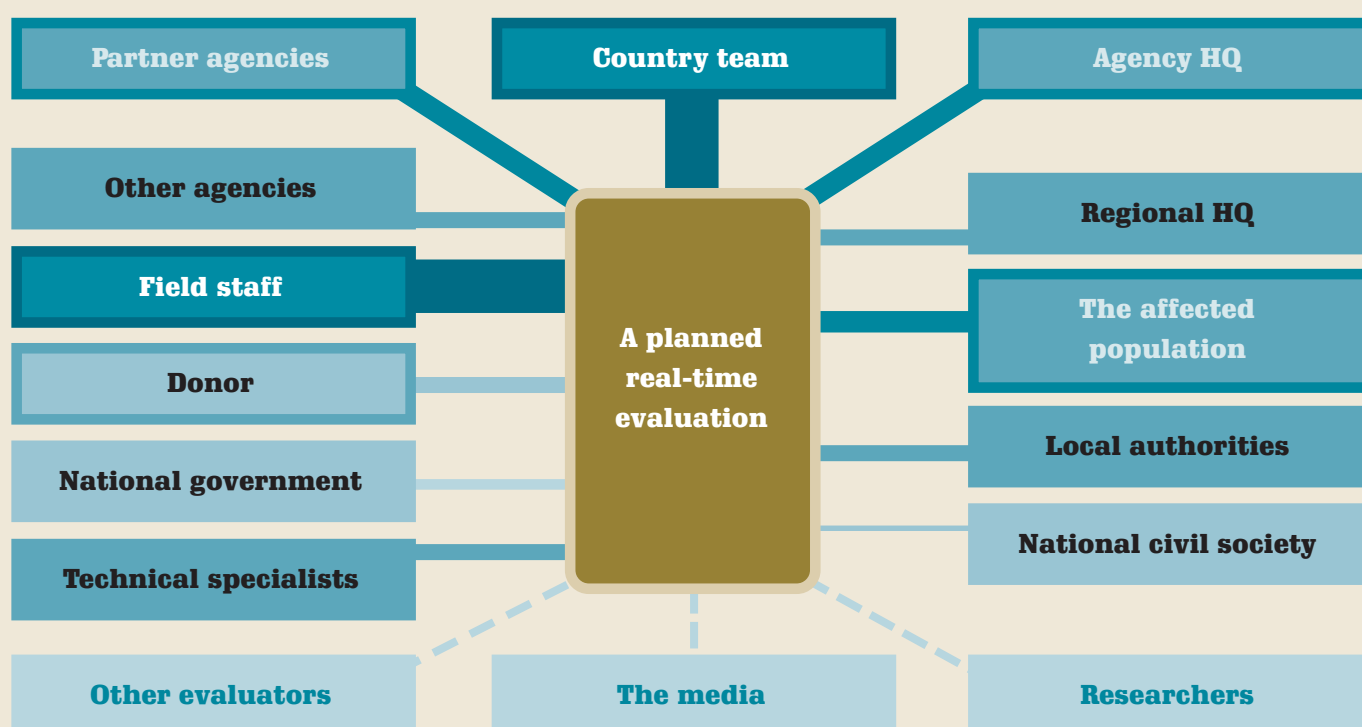 Partner agencies
Country team
Agency HQ
Other agencies
Regional HQ
Field staff
The affected
population
A planned
real-time
evaluation
Donor
Local authorities
National government
National civil society
Technical specialists
Other evaluators
The media
Researchers